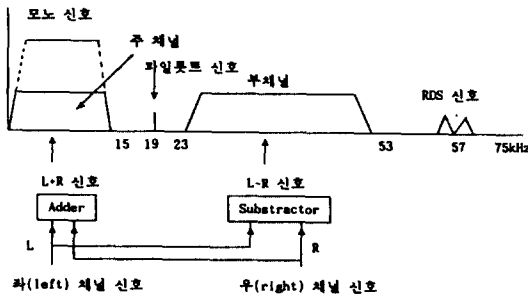 모노 신호
주 채널
파일롯트 신호
부채널
RDS 신호
15 19 23 53 57 75kHz
L+R 신호 L-R 신호
Adder Substractor
L R
좌(left) 채널 신호 우(right) 채널 신호